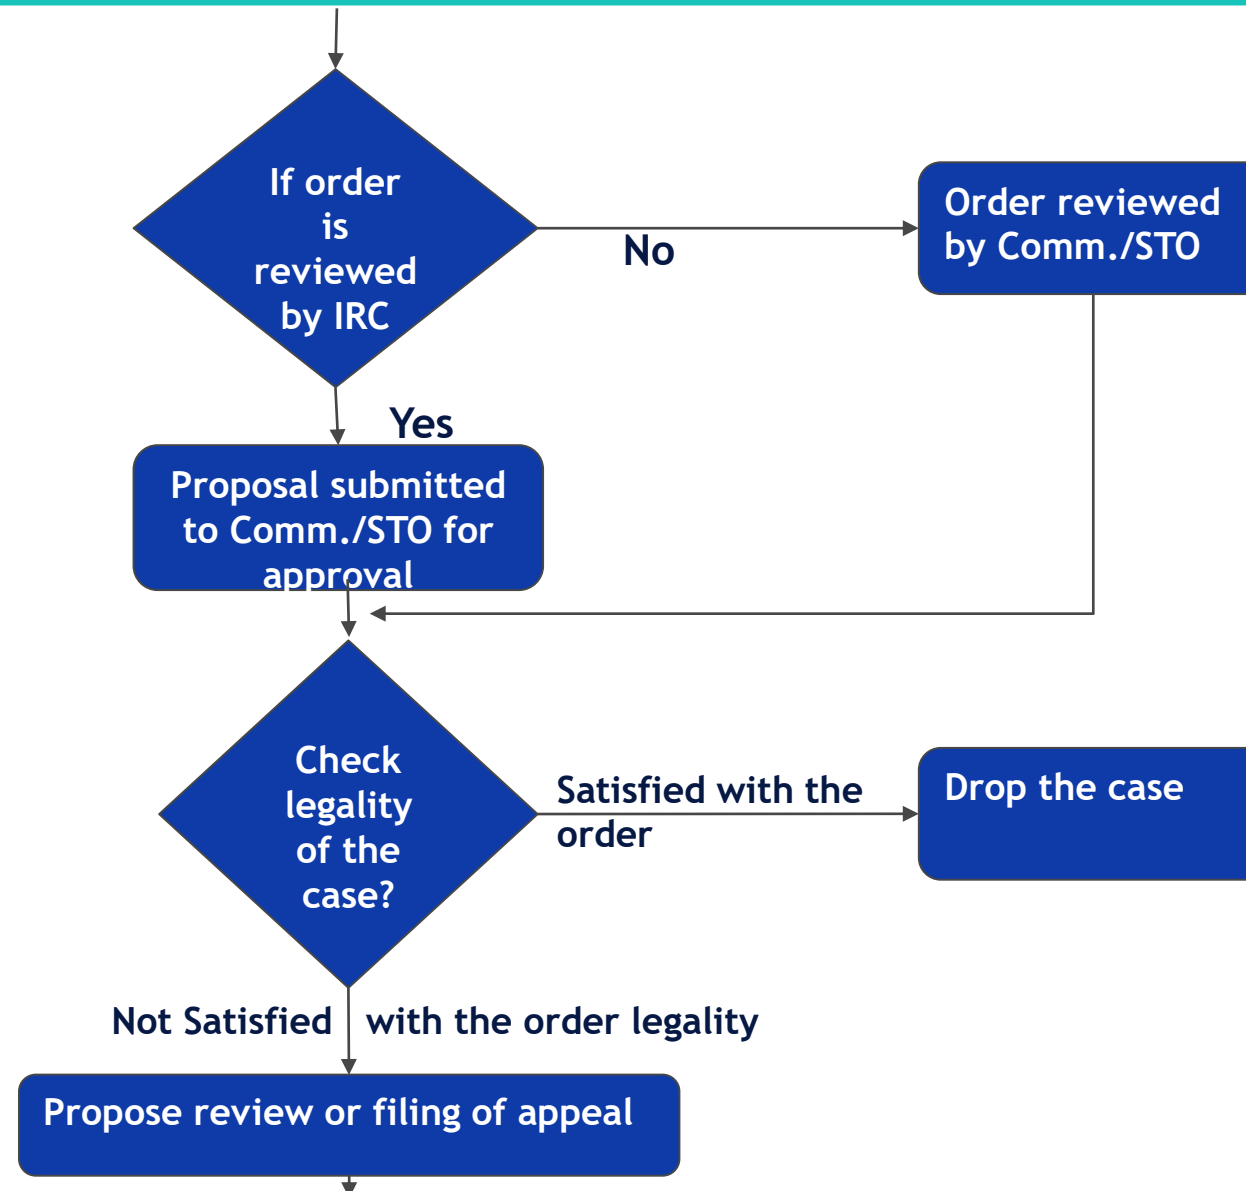 If order
is
reviewed
by IRC
No
Order reviewed
by Comm./STO
Yes
Proposal submitted
to Comm./STO for
approval
Check
legality
of the
case?
Satisfied with the
order
Drop the case
Not Satisfied with the order legality
Propose review or filing of appeal